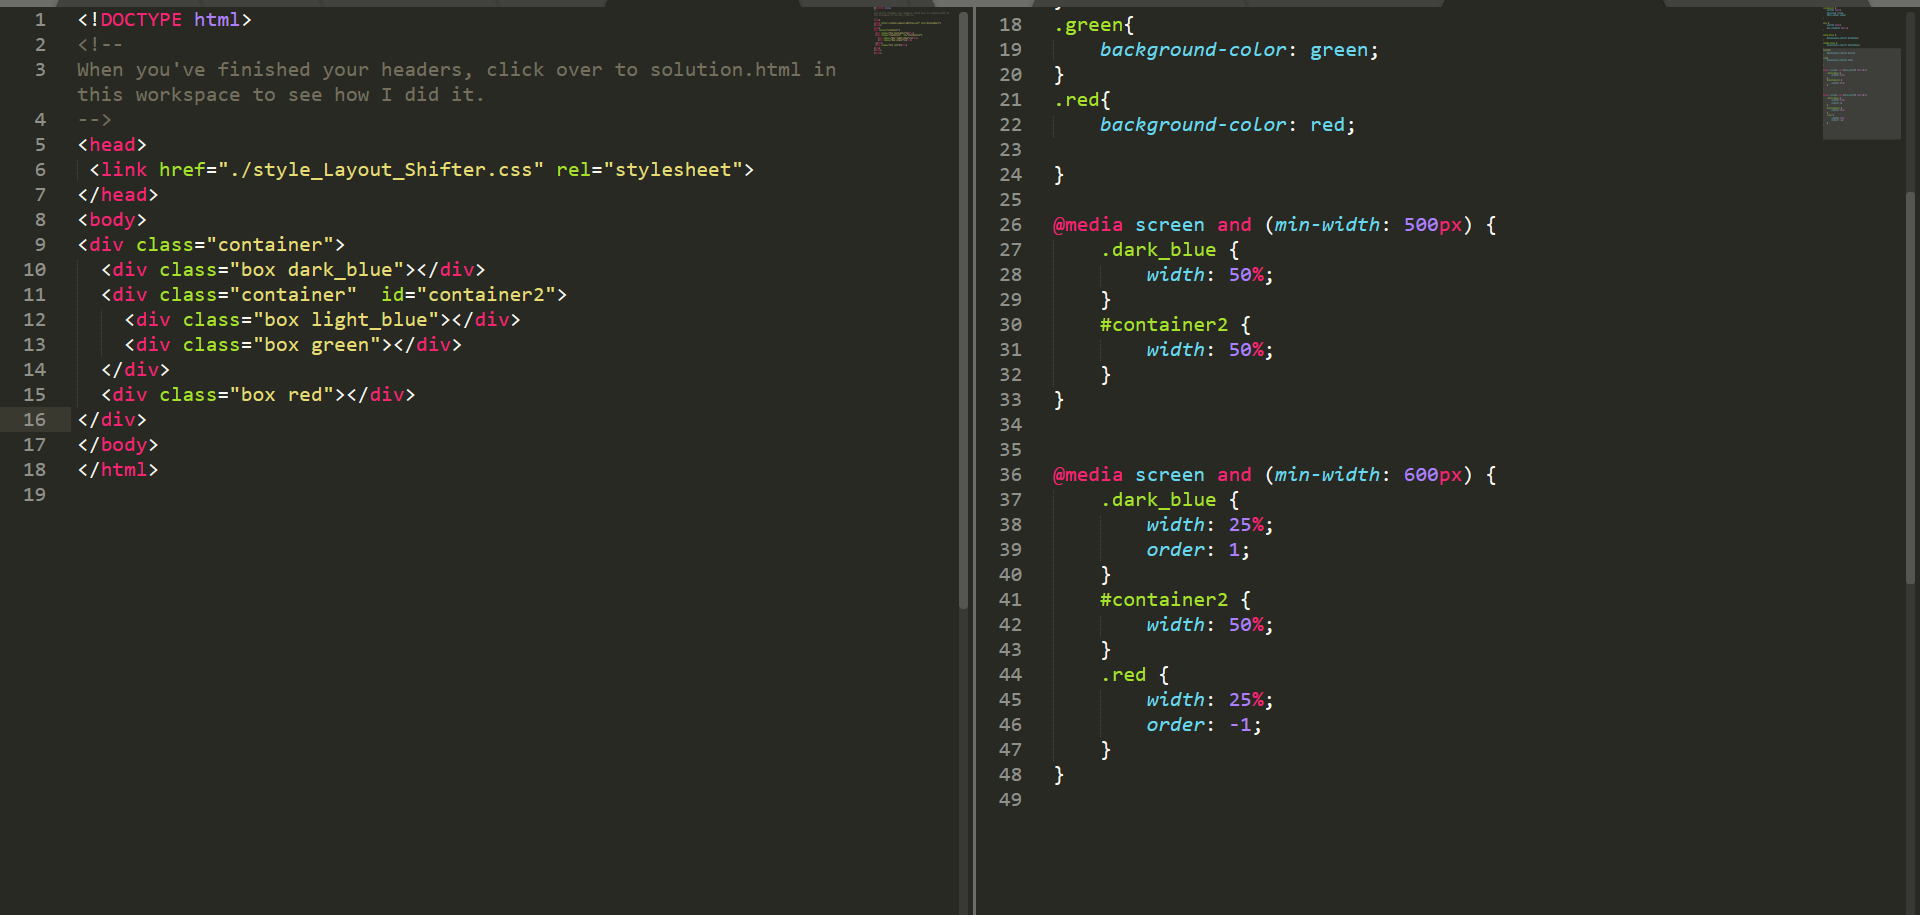 1 <!DOCTYPE html>
2 <!--
3 When you've finished your headers, click over to solution.html in
this workspace to see how I did it.
4 -->
5 <head>
6 <link href="./style_Layout_Shifter.css" rel="stylesheet">
7 </head>
8 <body>
9 <div class="container">
10 <div class="box dark_blue"></div>
11 <div class="container"  id="container2">
12 <div class="box light_blue"></div>
13 <div class="box green"></div>
14 </div>
15 <div class="box red"></div>
16 </div>
17 </body>
18 </html>
19
18 .green{
19 background-color: green;
20 }
21 .red{
22 background-color: red;
23
24 }
25
26 @media screen and (min-width: 500px) {
27 .dark_blue {
28 width: 50%;
29 }
30 #container2 {
31 width: 50%;
32 }
33 }
34
35
36 @media screen and (min-width: 600px) {
37 .dark_blue {
38 width: 25%;
39 order: 1;
40 }
41 #container2 {
42 width: 50%;
43 }
44 .red {
45 width: 25%;
46 order: -1;
47 }
48 }
49